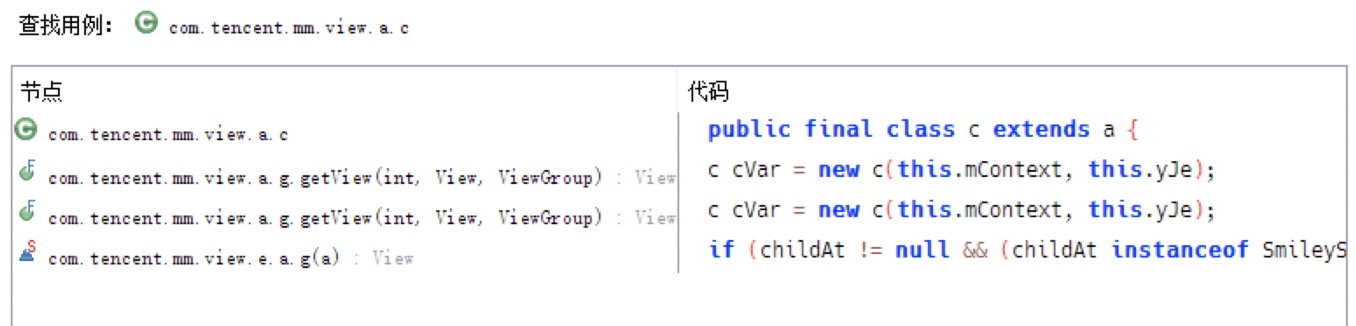 查找用例： C com.tencent.mm.view.a.c
节点 代码
C com.tencent.mm.view.a.c public final class c extends a {
F com.tencent.mm.view.a.g.getView(int, View, ViewGroup) : View c cVar = new c(this.mContext, this.yJe);
F com.tencent.mm.view.a.g.getView(int, View, ViewGroup) : View c cVar = new c(this.mContext, this.yJe);
S com.tencent.mm.view.e.a.g(a) : View if (childAt != null && (childAt instanceof SmileyS